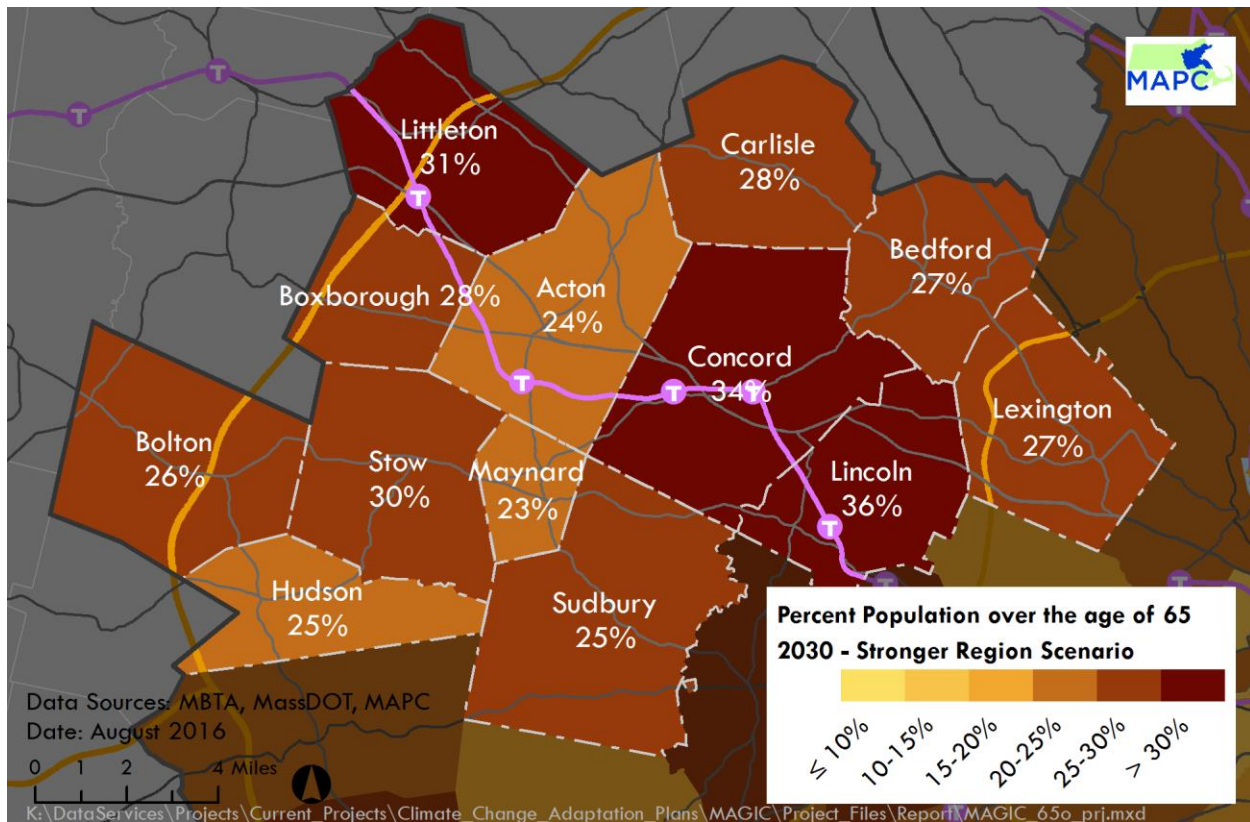 MAPC
Littleton
31%
Carlisle
28%
Bedford
27%
Boxborough 28%
Acton
24%
Concord
34%
Lexington
27%
Bolton
26%
Stow
30%
Maynard
23%
Lincoln
36%
Hudson
25%
Sudbury
25%
T
T
T
T
T
T
T
T
Percent Population over the age of 65
2030 - Stronger Region Scenario
≤ 10%
10-15%
15-20%
20-25%
25-30%
> 30%
Data Sources: MBTA, MassDOT, MAPC
Date: August 2016
0 1 2 4 Miles
K:\DataServices\Projects\Current_Projects\Climate_Change_Adaptation_Plans_MAGIC\Project_Files\Report\MAGIC_65o_prj.mxd